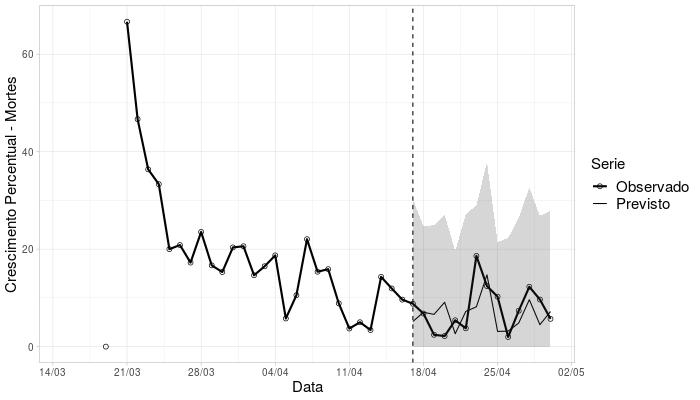 60
40
20
0
Crescimento Percentual - Mortes
14/03 21/03 28/03 04/04 11/04 18/04 25/04 02/05
Data
Serie
Observado
Previsto